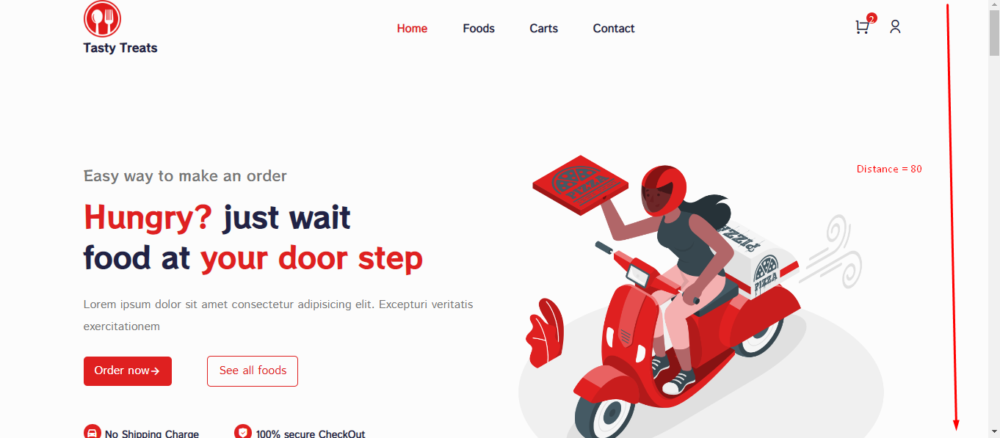 Tasty Treats
Home Foods Carts Contact
2
Distance = 80
Easy way to make an order
Hungry? just wait
food at your door step
Lorem ipsum dolor sit amet consectetur adipisicing elit. Excepturi veritatis
exercitationem
Order now
See all foods
No Shipping Charge
100% secure CheckOut
PIZZA
PIZZA
PIZZA